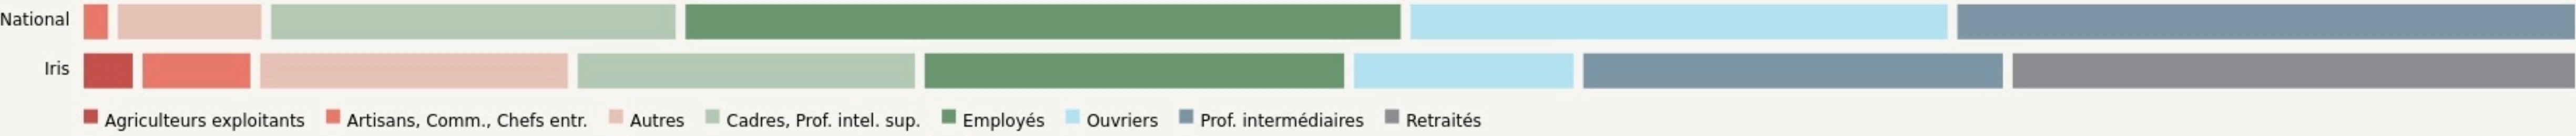 National
Iris
Agriculteurs exploitants Artisans, Comm., Chefs entr. Autres Cadres, Prof. intel. sup. Employés Ouvriers Prof. intermédiaires Retraités